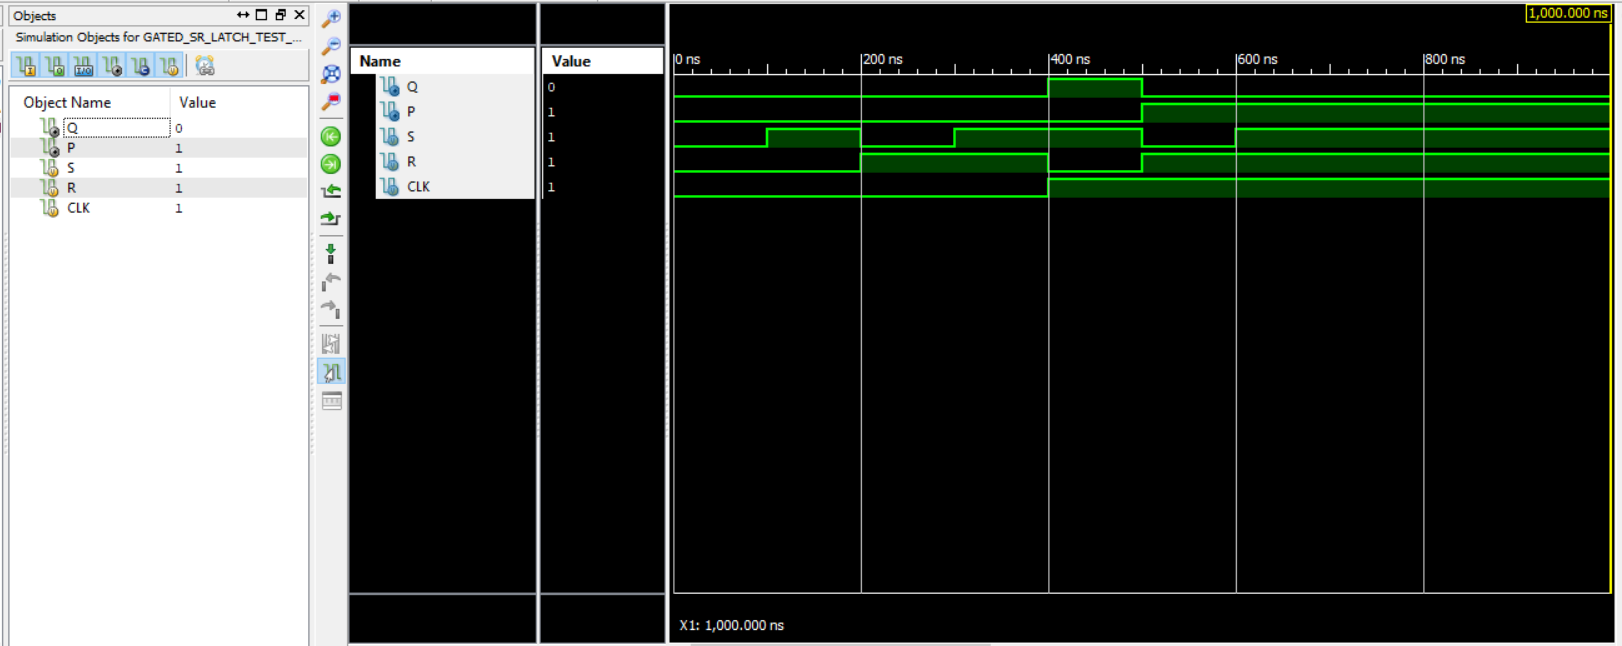 Objects
Simulation Objects for GATED_SR_LATCH_TEST_...
Object Name Value
Q 0
P 1
S 1
R 1
CLK 1
Name Value
Q 0
P 1
S 1
R 1
CLK 1
1,000.000 ns
0 ns 200 ns 400 ns 600 ns 800 ns
X1: 1,000.000 ns